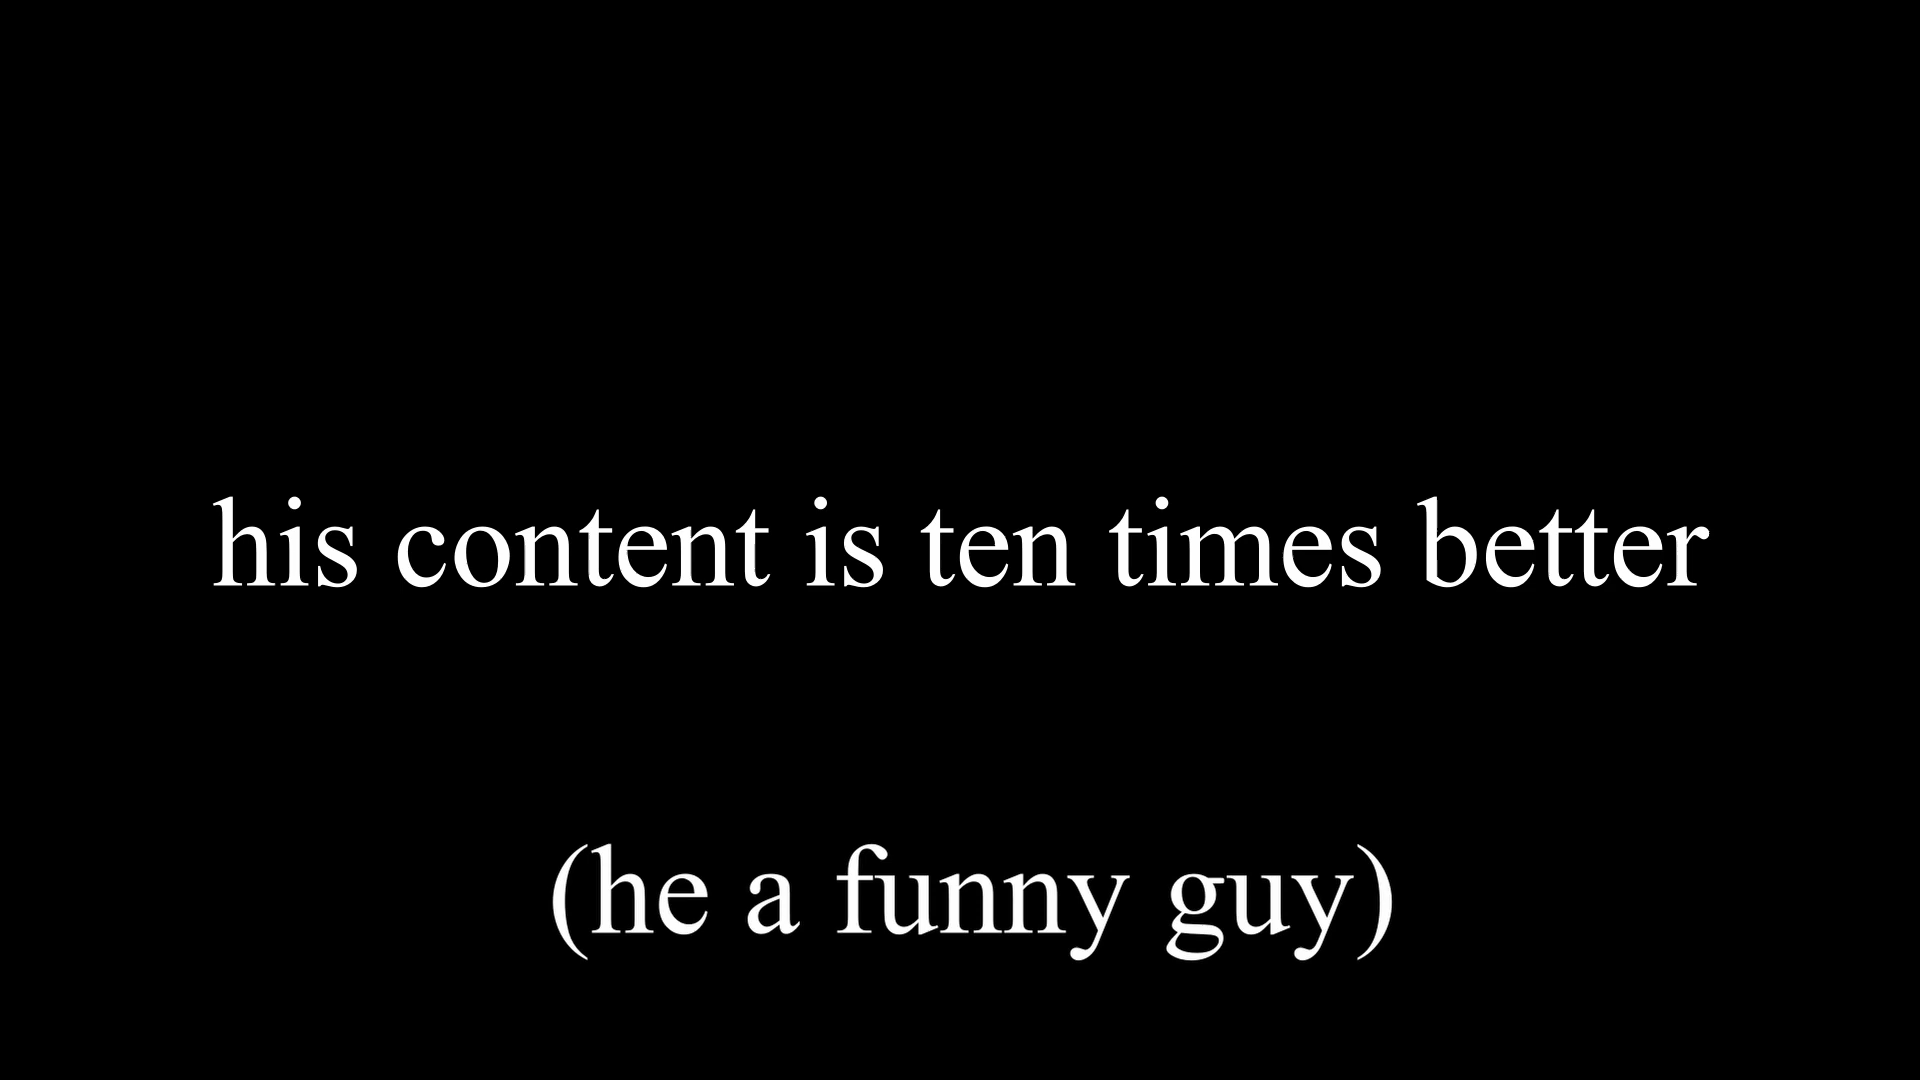 his content is ten times better
(he a funny guy)